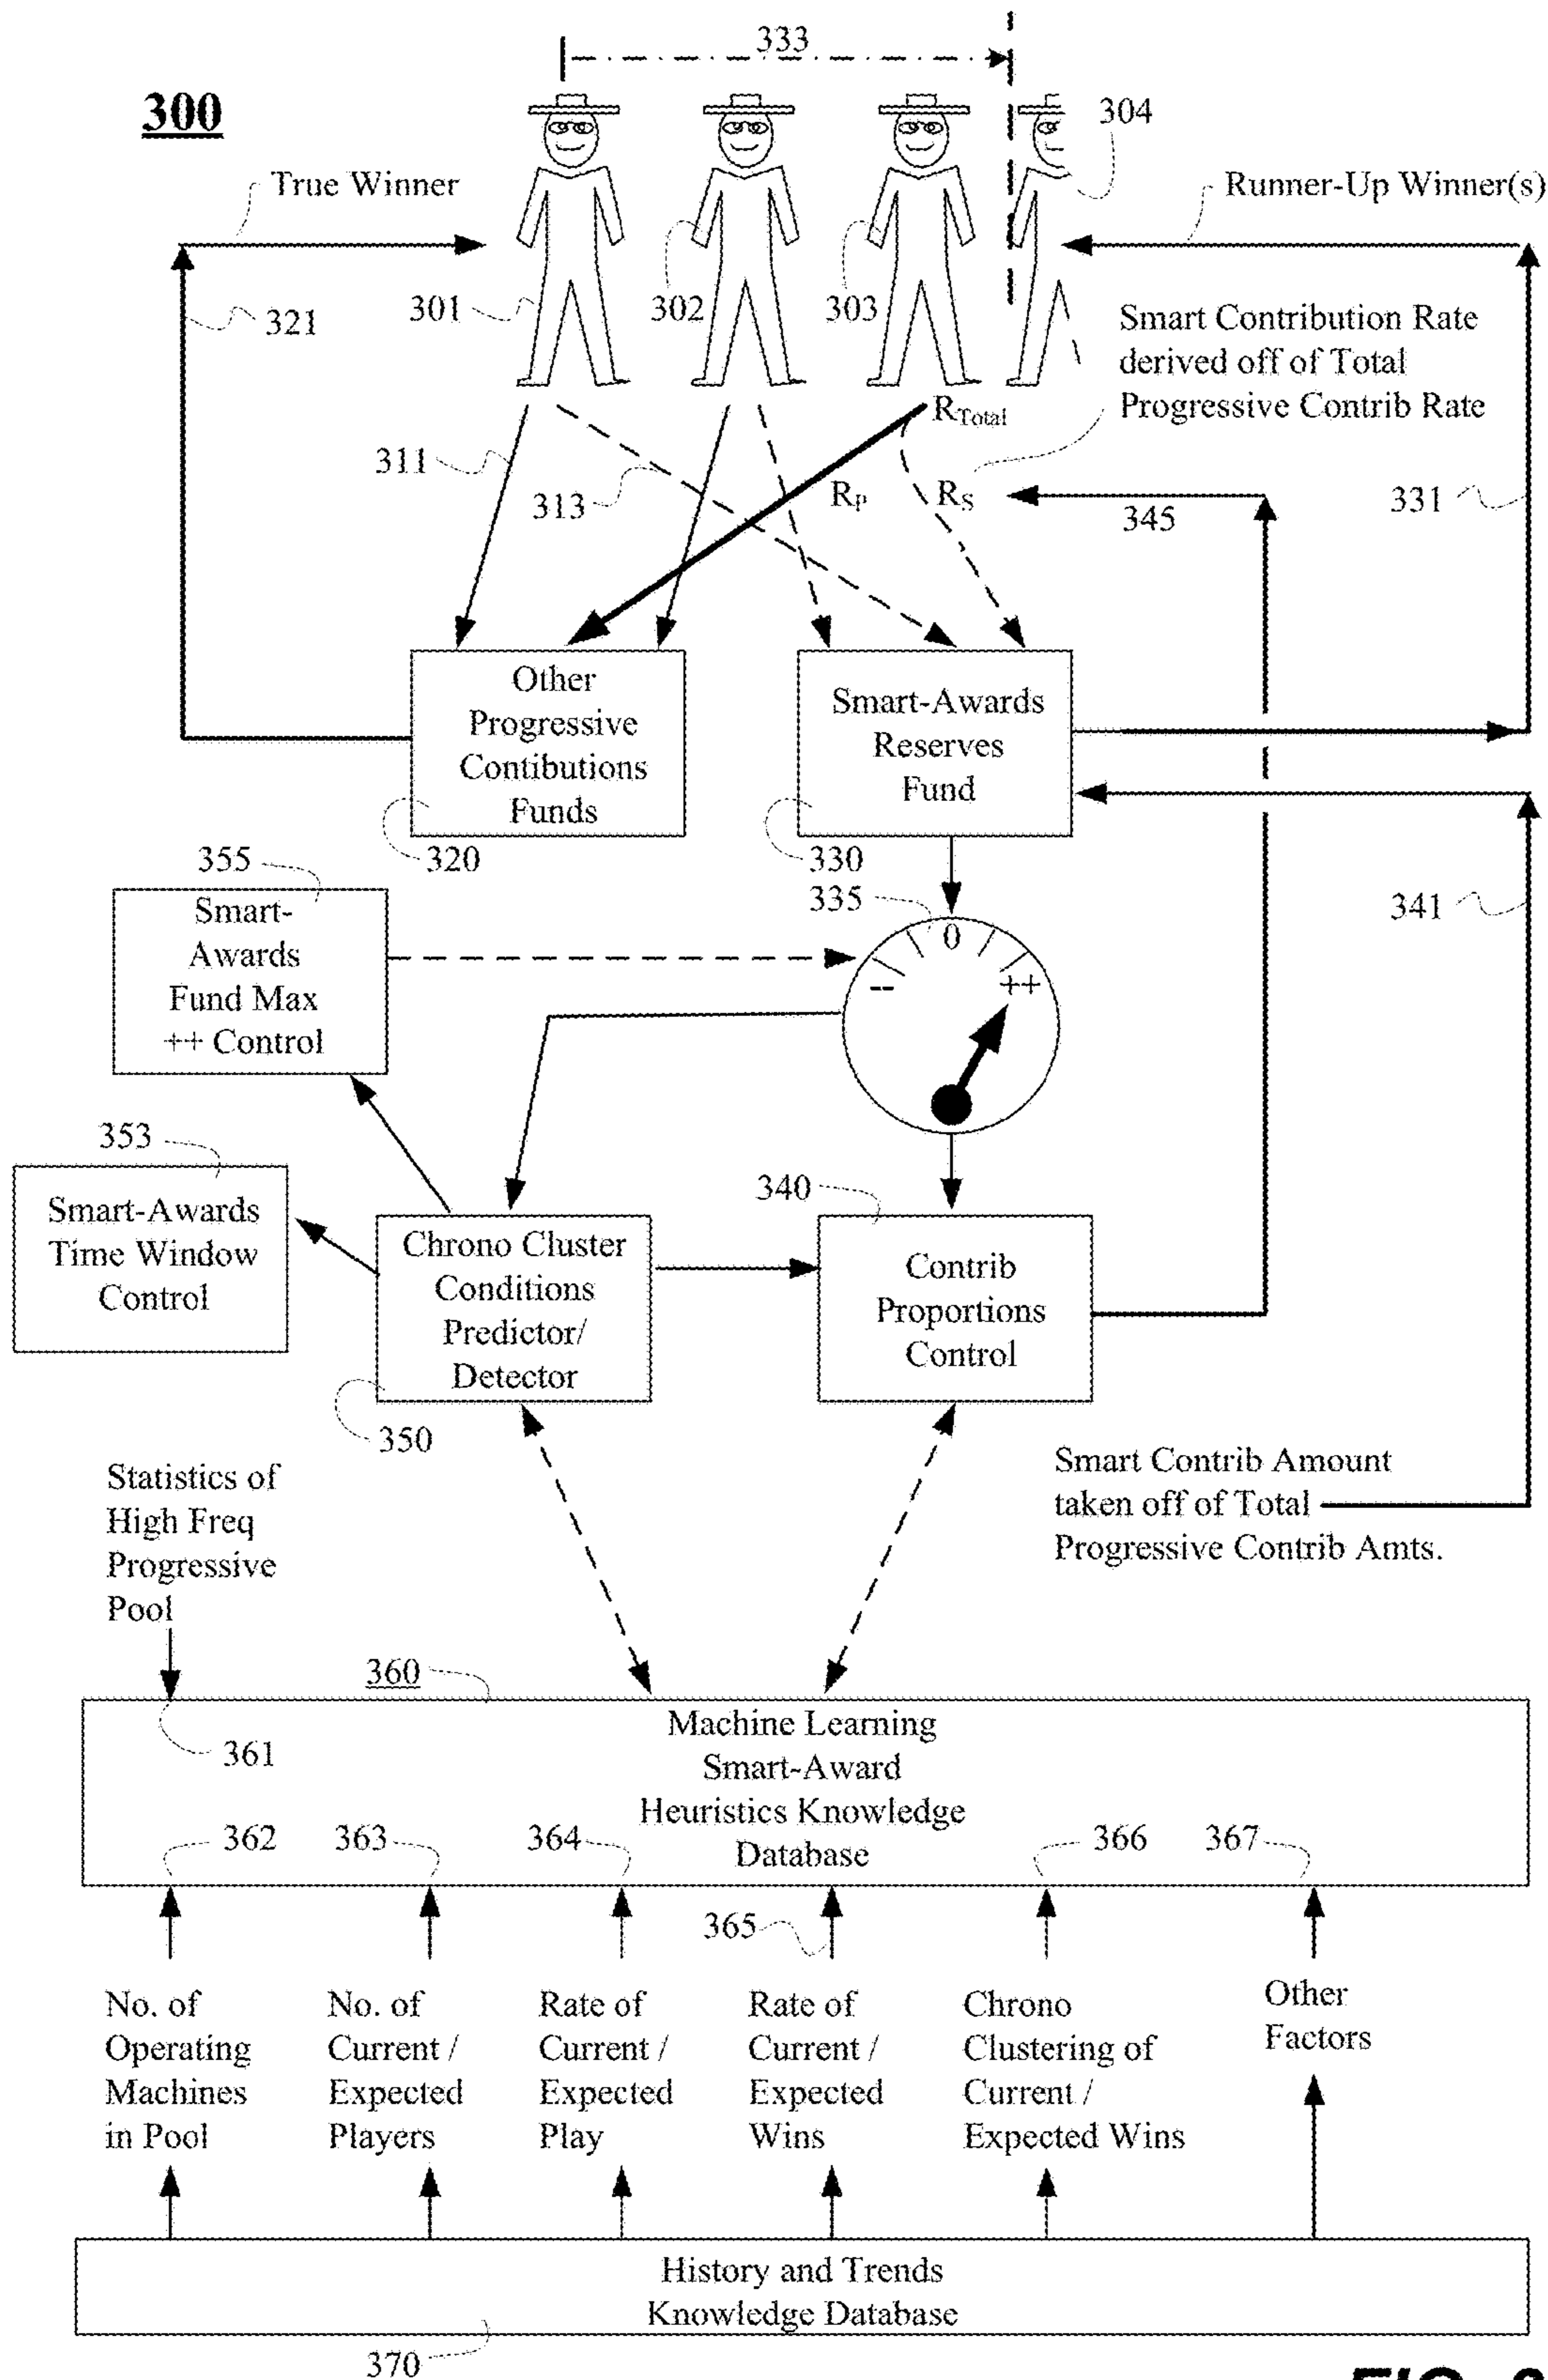 333
300
304
True Winner
Runner-Up Winner(s)
321
301
302
303
Smart Contribution Rate
derived off of Total
Progressive Contrib Rate
RTotal
311
313
RP
RS
345
331
Other
Progressive
Contibutions
Funds
Smart-Awards
Reserves
Fund
320
330
355
335
341
Smart-
Awards
Fund Max
++ Control
0
--
++
353
340
Smart-Awards
Time Window
Control
Chrono Cluster
Conditions
Predictor/
Detector
Contrib
Proportions
Control
350
Statistics of
High Freq
Progressive
Pool
Smart Contrib Amount
taken off of Total
Progressive Contrib Amts.
360
361
Machine Learning
Smart-Award
Heuristics Knowledge
Database
362
363
364
366
367
365
No. of
Operating
Machines
in Pool
No. of
Current /
Expected
Players
Rate of
Current /
Expected
Play
Rate of
Current /
Expected
Wins
Chrono
Clustering of
Current /
Expected Wins
Other
Factors
History and Trends
Knowledge Database
370